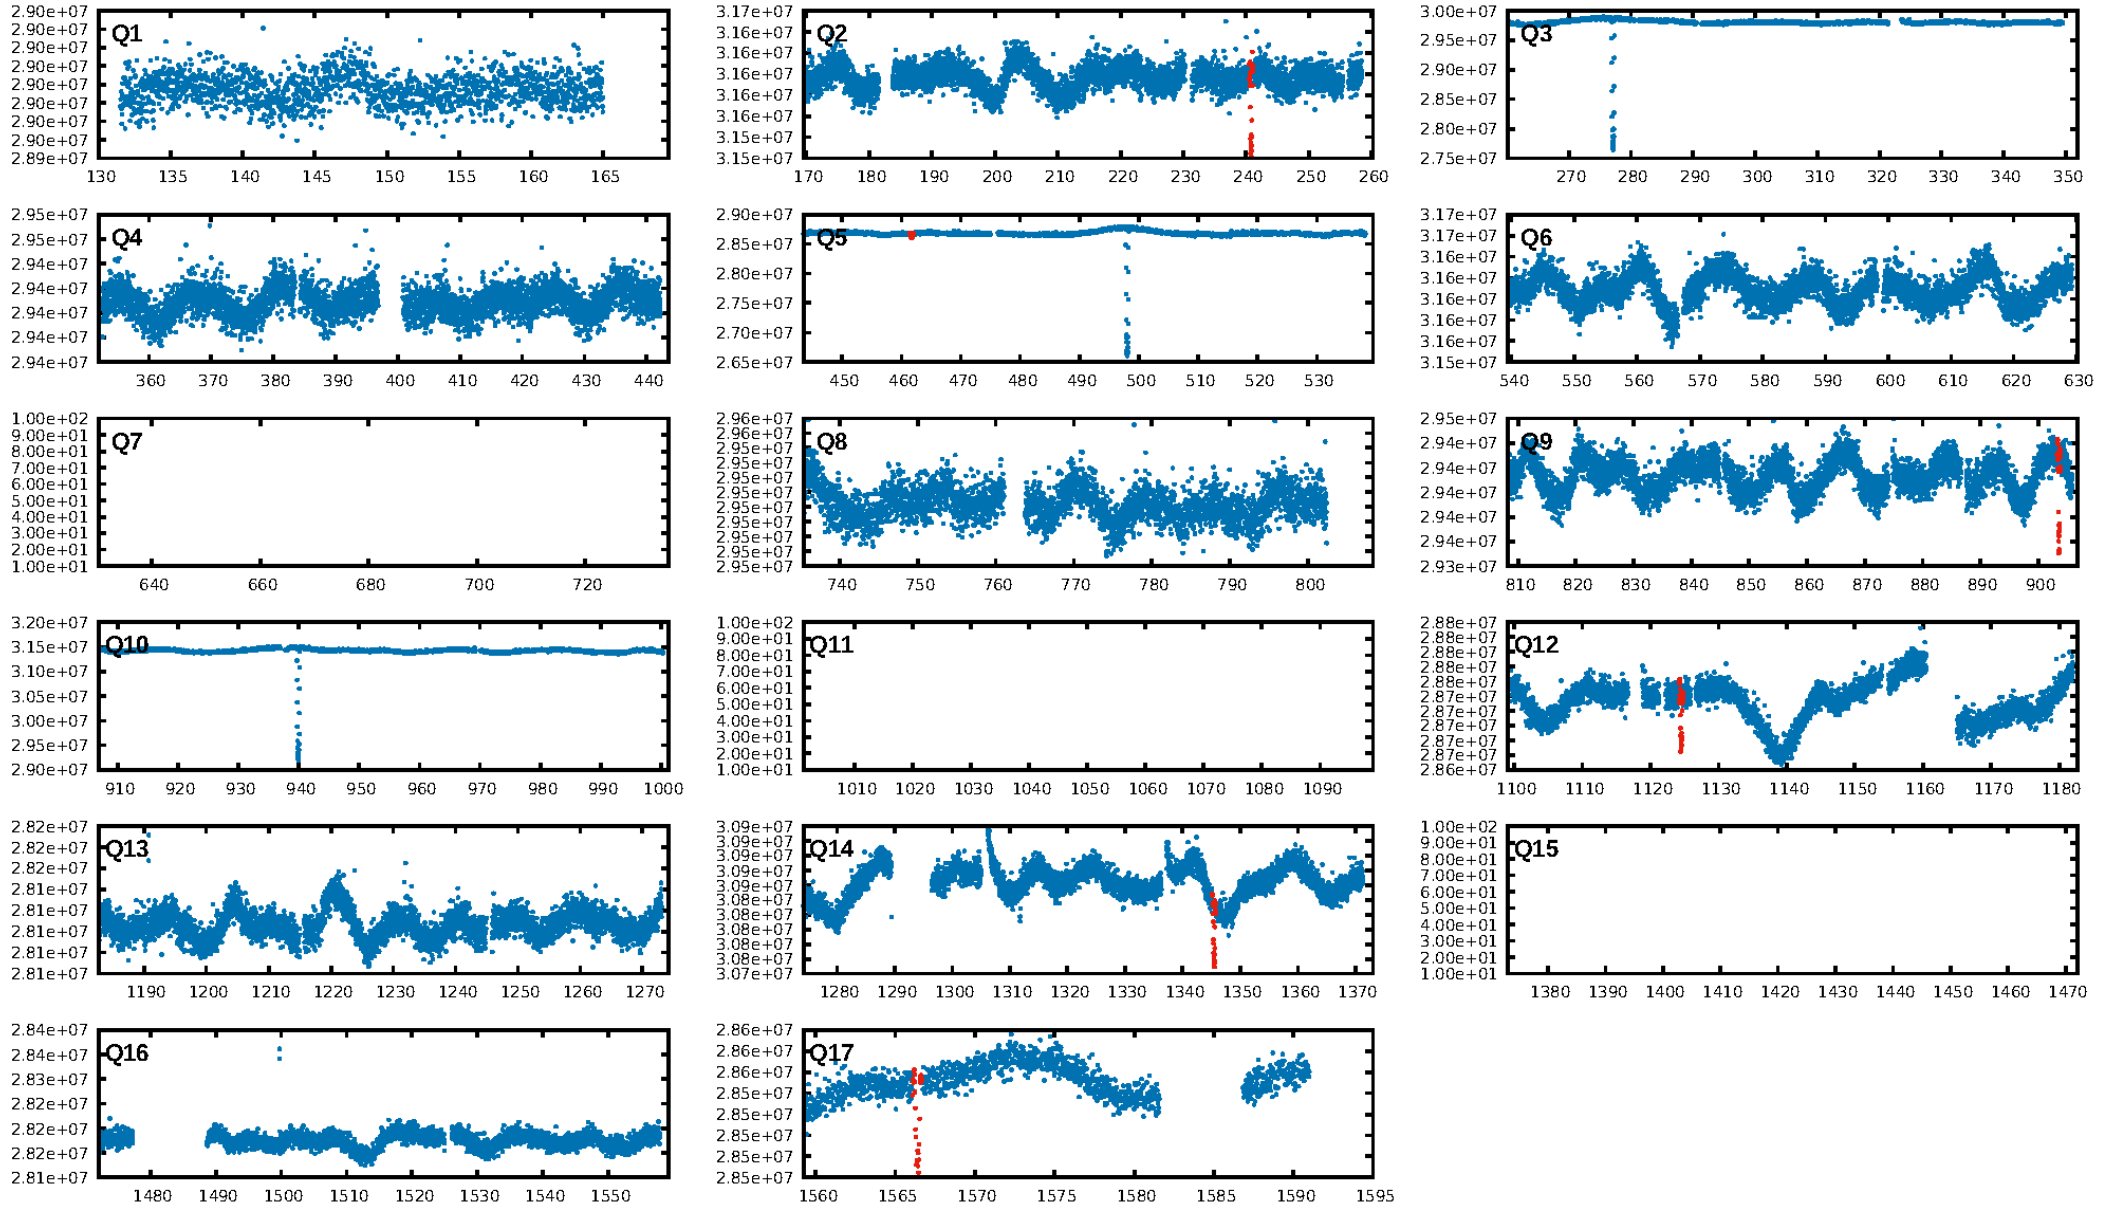 2.90e+07
2.90e+07
2.90e+07
2.90e+07
2.90e+07
2.90e+07
2.90e+07
2.90e+07
2.89e+07
Q1
130 135 140 145 150 155 160 165
3.17e+07
3.16e+07
3.16e+07
3.16e+07
3.16e+07
3.16e+07
3.15e+07
3.15e+07
Q2
170 180 190 200 210 220 230 240 250 260
3.00e+07
2.95e+07
2.90e+07
2.85e+07
2.80e+07
2.75e+07
Q3
270 280 290 300 310 320 330 340 350
2.95e+07
2.95e+07
2.94e+07
2.94e+07
2.94e+07
2.94e+07
2.94e+07
Q4
360 370 380 390 400 410 420 430 440
2.90e+07
2.85e+07
2.80e+07
2.75e+07
2.70e+07
2.65e+07
Q5
450 460 470 480 490 500 510 520 530
3.17e+07
3.17e+07
3.16e+07
3.16e+07
3.16e+07
3.16e+07
3.16e+07
3.15e+07
Q6
540 550 560 570 580 590 600 610 620 630
1.00e+02
9.00e+01
8.00e+01
7.00e+01
6.00e+01
5.00e+01
4.00e+01
3.00e+01
2.00e+01
1.00e+01
Q7
640 660 680 700 720
2.96e+07
2.96e+07
2.95e+07
2.95e+07
2.95e+07
2.95e+07
2.95e+07
2.95e+07
2.95e+07
2.95e+07
2.95e+07
Q8
740 750 760 770 780 790 800
2.95e+07
2.94e+07
2.94e+07
2.94e+07
2.94e+07
2.94e+07
2.93e+07
Q9
810 820 830 840 850 860 870 880 890 900
3.20e+07
3.15e+07
3.10e+07
3.05e+07
3.00e+07
2.95e+07
2.90e+07
Q10
910 920 930 940 950 960 970 980 990 1000
1.00e+02
9.00e+01
8.00e+01
7.00e+01
6.00e+01
5.00e+01
4.00e+01
3.00e+01
2.00e+01
1.00e+01
Q11
1010 1020 1030 1040 1050 1060 1070 1080 1090
2.88e+07
2.88e+07
2.88e+07
2.88e+07
2.88e+07
2.87e+07
2.87e+07
2.87e+07
2.87e+07
2.87e+07
2.86e+07
Q12
1100 1110 1120 1130 1140 1150 1160 1170 1180
2.82e+07
2.82e+07
2.82e+07
2.81e+07
2.81e+07
2.81e+07
2.81e+07
2.81e+07
Q13
1190 1200 1210 1220 1230 1240 1250 1260 1270
3.09e+07
3.09e+07
3.09e+07
3.09e+07
3.09e+07
3.08e+07
3.08e+07
3.08e+07
3.08e+07
3.08e+07
3.07e+07
Q14
1280 1290 1300 1310 1320 1330 1340 1350 1360 1370
1.00e+02
9.00e+01
8.00e+01
7.00e+01
6.00e+01
5.00e+01
4.00e+01
3.00e+01
2.00e+01
1.00e+01
Q15
1380 1390 1400 1410 1420 1430 1440 1450 1460 1470
2.84e+07
2.84e+07
2.83e+07
2.82e+07
2.82e+07
2.82e+07
2.81e+07
Q16
1480 1490 1500 1510 1520 1530 1540 1550
2.86e+07
2.86e+07
2.86e+07
2.85e+07
2.85e+07
2.85e+07
2.85e+07
2.85e+07
Q17
1560 1565 1570 1575 1580 1585 1590 1595